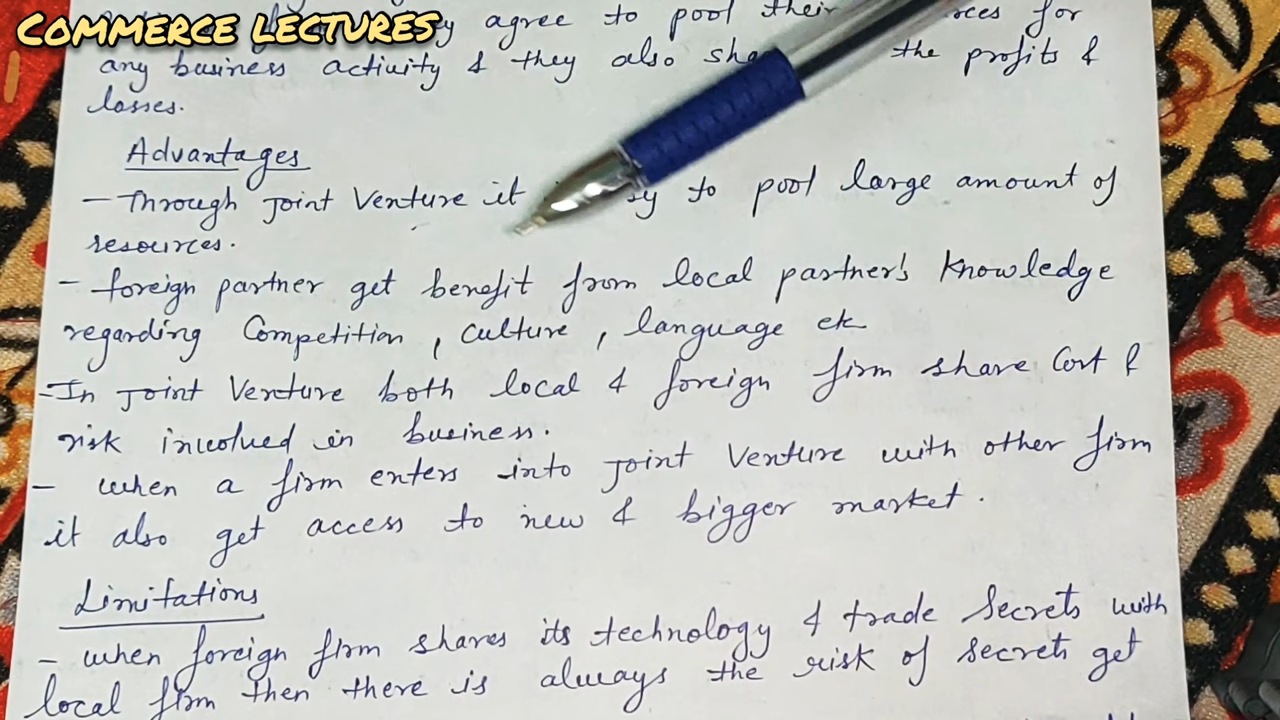 COMMERCE LECTURES
agree to pool their for
any business activity & they also the profits &
losses.
Advantages
- Through Joint Venture it to pool large amount of
resources.
- foreign partner get benefit from local partner's knowledge
regarding Competition, culture, language etc
- In Joint Venture both local & foreign firm share Cost &
risk involved in business.
- when a firm enters into Joint Venture with other firm
it also get access to new & bigger market.
Limitations
- when foreign firm shares its technology & trade secrets with
local firm then there is always the risk of secrets get